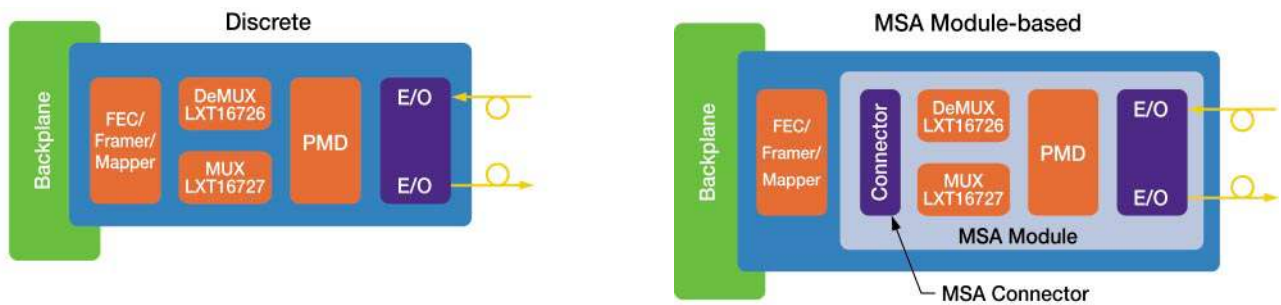 Discrete
Backplane
FEC/
Framer/
Mapper
DeMUX
LXT16726
MUX
LXT16727
PMD
E/O
E/O
MSA Module-based
Backplane
FEC/
Framer/
Mapper
Connector
DeMUX
LXT16726
MUX
LXT16727
PMD
E/O
E/O
MSA Module
MSA Connector